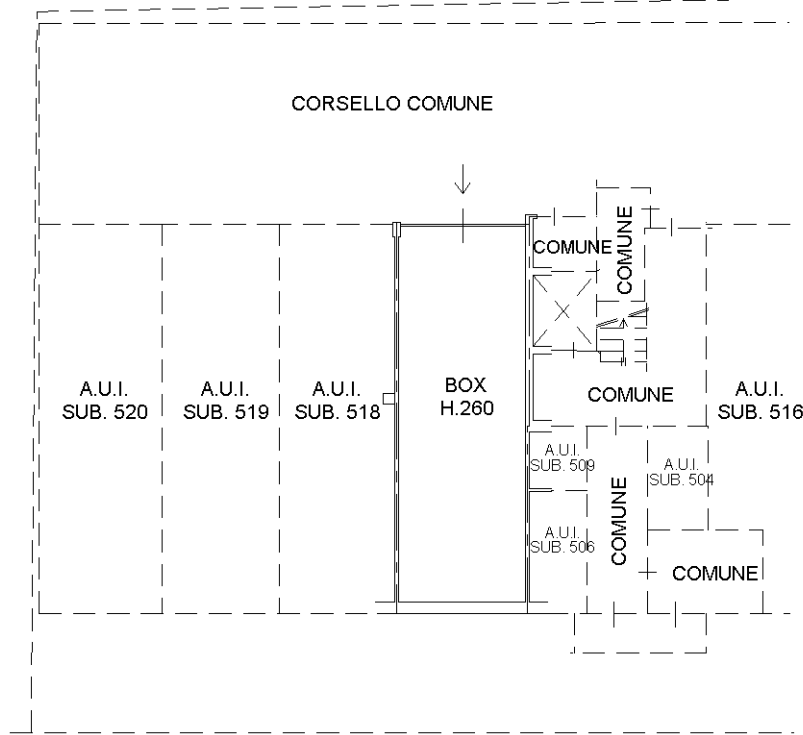 CORSELLO COMUNE
COMUNE
COMUNE
A.U.I.
SUB. 520
A.U.I.
SUB. 519
A.U.I.
SUB. 518
BOX
H.260
COMUNE
A.U.I.
SUB. 516
A.U.I.
SUB. 509
A.U.I.
SUB. 504
A.U.I.
SUB. 506
COMUNE
COMUNE